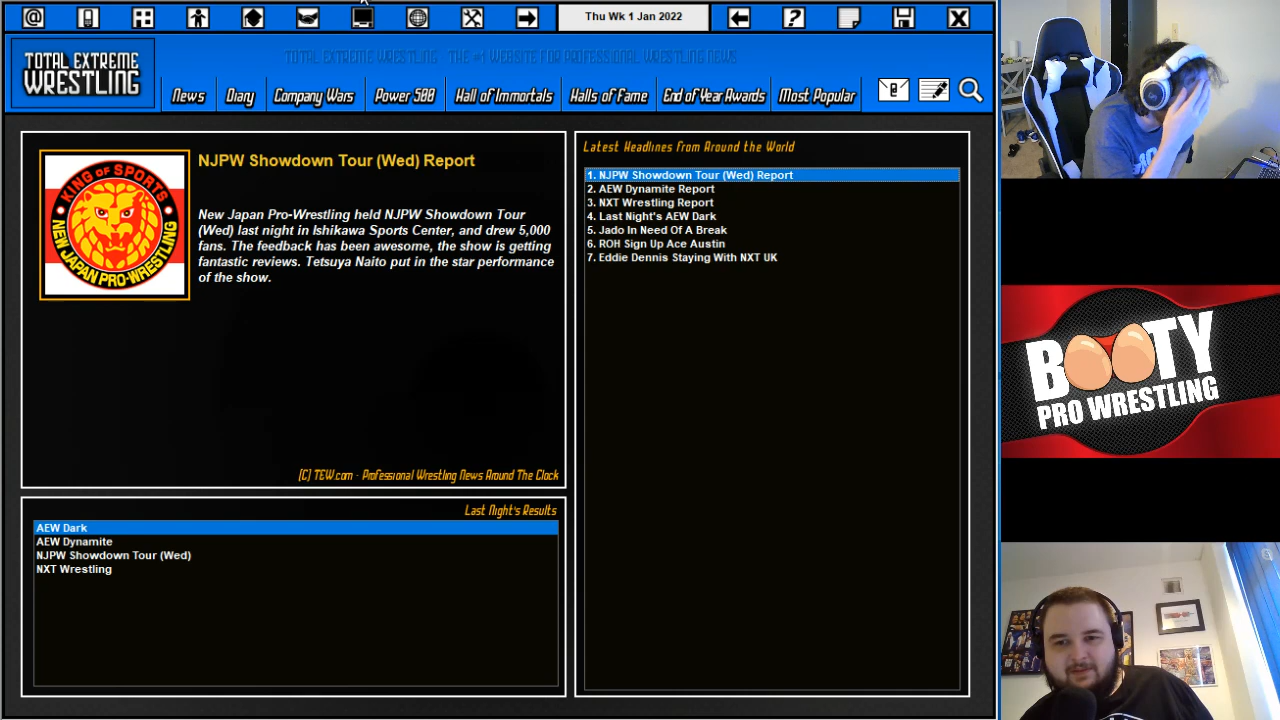 Thu Wk 1 Jan 2022
TOTAL EXTREME
WRESTLING
TOTAL EXTREME WRESTLING THE #1 WEBSITE FOR PROFESSIONAL WRESTLING NEWS
News
Diary
Company Wars
Power 500
Hall of Immortals
Halls of Fame
End of Year Awards
Most Popular
NJPW Showdown Tour (Wed) Report
KING OF SPORTS
NEW JAPAN PRO-WRESTLING
New Japan Pro-Wrestling held NJPW Showdown Tour
(Wed) last night in Ishikawa Sports Center, and drew 5,000
fans. The feedback has been awesome, the show is getting
fantastic reviews. Tetsuya Naito put in the star performance
of the show.
(C) TEW.com - Professional Wrestling News Around The Clock
Last Night's Results
AEW Dark
AEW Dynamite
NJPW Showdown Tour (Wed)
NXT Wrestling
Latest Headlines From Around the World
1. NJPW Showdown Tour (Wed) Report
2. AEW Dynamite Report
3. NXT Wrestling Report
4. Last Night's AEW Dark
5. Jado In Need Of A Break
6. ROH Sign Up Ace Austin
7. Eddie Dennis Staying With NXT UK
BOOTY
PRO WRESTLING